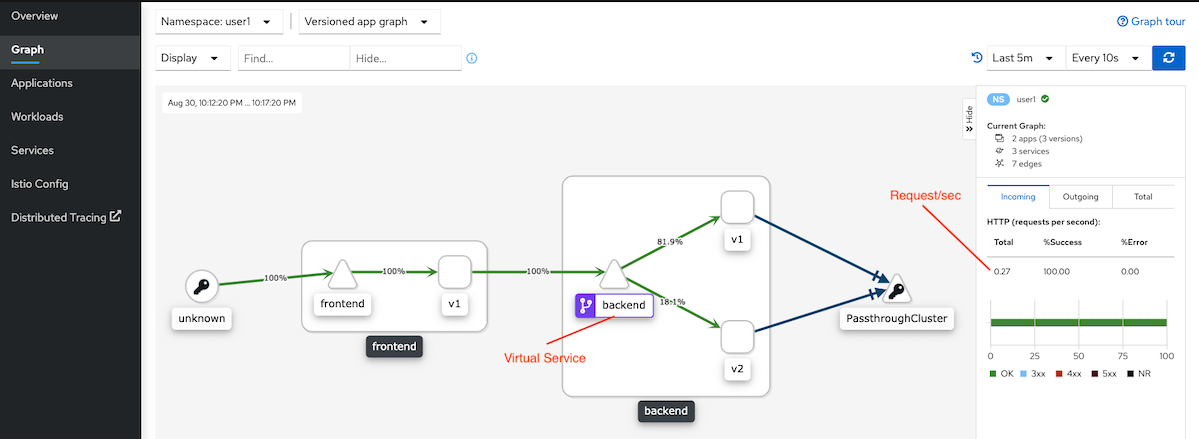 Overview
Graph
Applications
Workloads
Services
Istio Config
Distributed Tracing
Namespace: user1
Versioned app graph
Graph tour
Display
Find...
Hide...
Last 5m
Every 10s
Aug 30, 10:12:20 PM ... 10:17:20 PM
Hide
unknown
100%
frontend
100%
v1
frontend
100%
backend
Virtual Service
81.9%
18.1%
v1
v2
backend
PassthroughCluster
Request/sec
NS user1
Current Graph:
2 apps (3 versions)
3 services
7 edges
Incoming Outgoing Total
HTTP (requests per second):
Total %Success %Error
0.27 100.00 0.00
0 25 50 75 100
OK 3xx 4xx 5xx NR